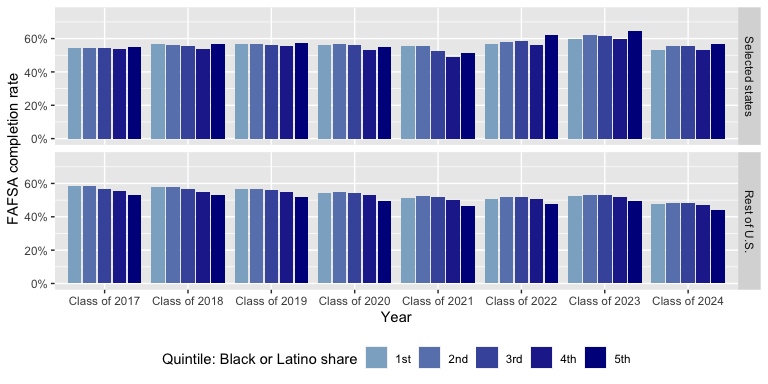 FAFSA completion rate
60%
40%
20%
0%
Selected states
60%
40%
20%
0%
Rest of U.S.
Class of 2017 Class of 2018 Class of 2019 Class of 2020 Class of 2021 Class of 2022 Class of 2023 Class of 2024
Year
Quintile: Black or Latino share 1st 2nd 3rd 4th 5th